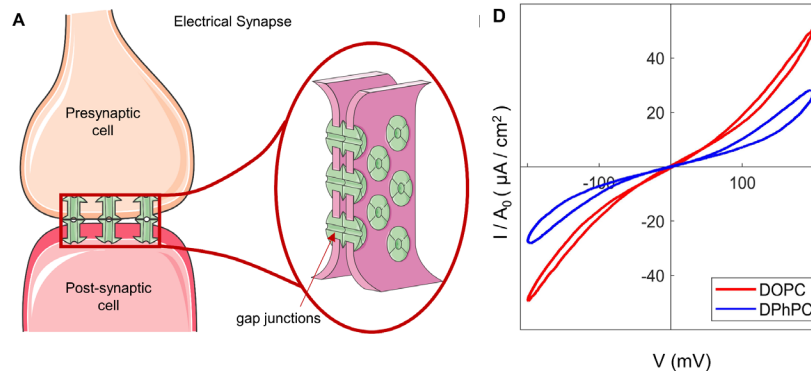 A
Electrical Synapse
Presynaptic
cell
Post-synaptic
cell
gap junctions
D
I / A₀ ( μA / cm² )
40
20
-20
-40
-100
100
V (mV)
DOPC
DPhPC